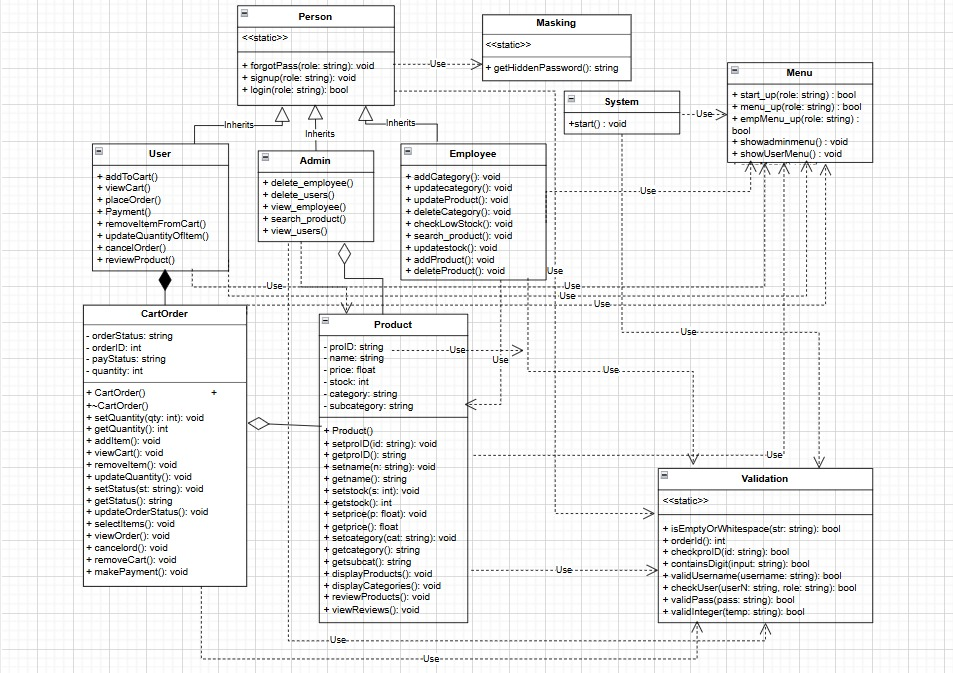 Person
<<static>>
+ forgotPass(role: string): void
+ signup(role: string): void
+ login(role: string): bool
Masking
<<static>>
+ getHiddenPassword(): string
System
+start() : void
Menu
+ start_up(role: string) : bool
+ menu_up(role: string) : bool
+ empMenu_up(role: string) :
bool
+ showadminmenu() : void
+ showUserMenu() : void
Use
Use
Inherits
Inherits
Inherits
User
+ addToCart()
+ viewCart()
+ placeOrder()
+ Payment()
+ removeItemFromCart()
+ updateQuantityOfItem()
+ cancelOrder()
+ reviewProduct()
Admin
+ delete_employee()
+ delete_users()
+ view_employee()
+ search_product()
+ view_users()
Employee
+ addCategory(): void
+ updatecategory(): void
+ updateProduct(): void
+ deleteCategory(): void
+ checkLowStock(): void
+ search_product(): void
+ updatestock(): void
+ addProduct(): void
+ deleteProduct(): void
Use
Use
Use
Use
Use
Use
CartOrder
- orderStatus: string
- orderID: int
- payStatus: string
- quantity: int
+ CartOrder() +
+~CartOrder()
+ setQuantity(qty: int): void
+ getQuantity(): int
+ addItem(): void
+ viewCart(): void
+ removeItem(): void
+ updateQuantity(): void
+ setStatus(st: string): void
+ getStatus(): string
+ updateOrderStatus(): void
+ selectItems(): void
+ viewOrder(): void
+ cancelord(): void
+ removeCart(): void
+ makePayment(): void
Product
- proID: string
- name: string
- price: float
- stock: int
- category: string
- subcategory: string
+ Product()
+ setproID(id: string): void
+ getproID(): string
+ setname(n: string): void
+ getname(): string
+ setstock(s: int): void
+ getstock(): int
+ setprice(p: float): void
+ getprice(): float
+ setcategory(cat: string): void
+ getcategory(): string
+ getsubcat(): string
+ displayProducts(): void
+ displayCategories(): void
+ reviewProducts(): void
+ viewReviews(): void
Use
Use
Use
Use
Use
Validation
<<static>>
+ isEmptyOrWhitespace(str: string): bool
+ orderId(): int
+ checkproID(id: string): bool
+ containsDigit(input: string): bool
+ validUsername(username: string): bool
+ checkUser(userN: string, role: string): bool
+ validPass(pass: string): bool
+ validInteger(temp: string): bool
Use
Use